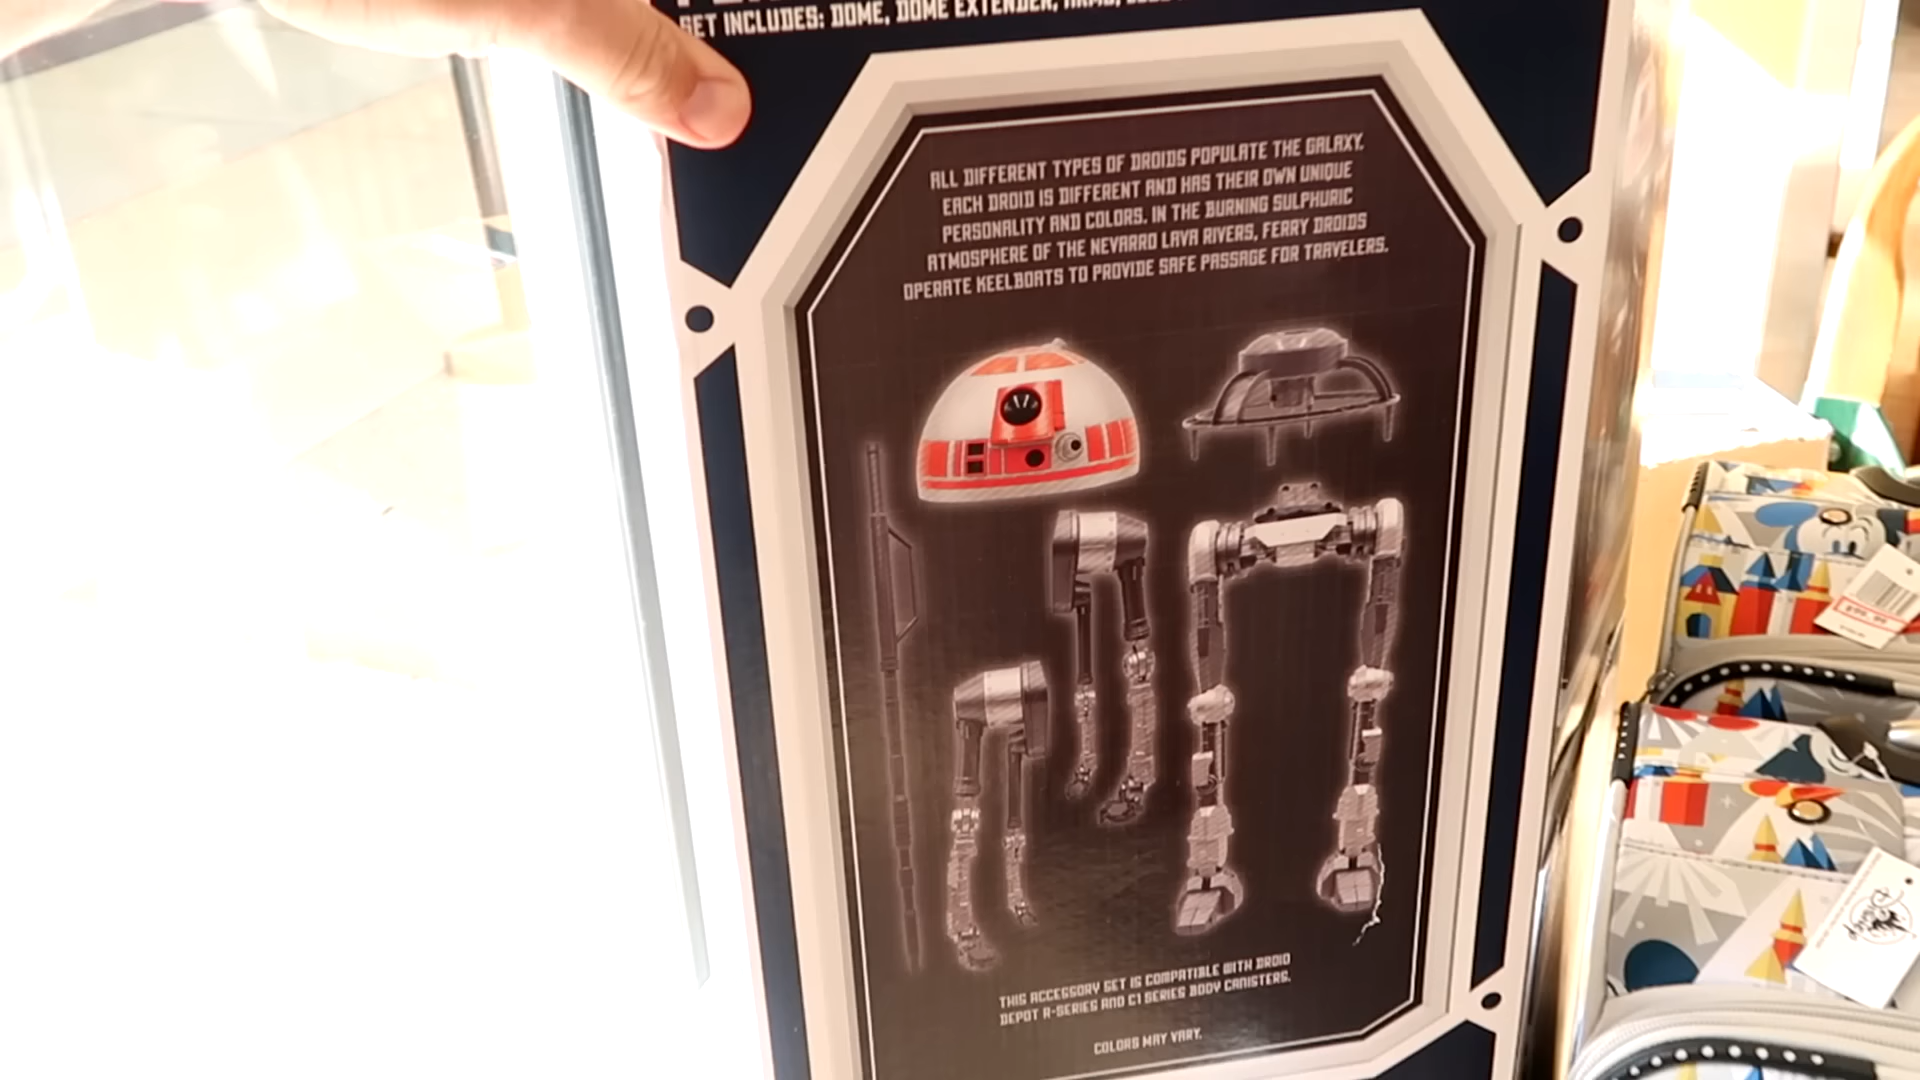 SET INCLUDES: DOME, DOME EXTENDER, ARMS,
ALL DIFFERENT TYPES OF DROIDS POPULATE THE GALAXY.
EACH DROID IS DIFFERENT AND HAS THEIR OWN UNIQUE
PERSONALITY AND COLORS. IN THE BURNING SULPHURIC
ATMOSPHERE OF THE NEVARRO LAVA RIVERS, FERRY DROIDS
OPERATE KEELBOATS TO PROVIDE SAFE PASSAGE FOR TRAVELERS.
THIS ACCESSORY SET IS COMPATIBLE WITH DROID
DEPOT R-SERIES AND C1 SERIES BODY CANISTERS.
COLORS MAY VARY.